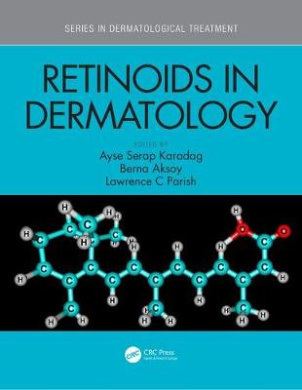 SERIES IN DERMATOLOGICAL TREATMENT
RETINOIDS IN
DERMATOLOGY
EDITED BY
Ayse Serap Karadag
Berna Aksoy
Lawrence C Parish
CRC Press